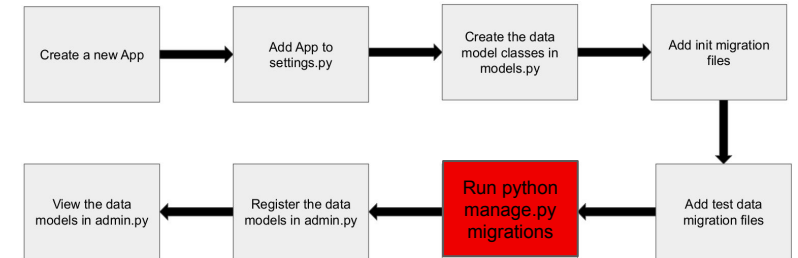 Create a new App
Add App to
settings.py
Create the data
model classes in
models.py
Add init migration
files
Add test data
migration files
Run python
manage.py
migrations
Register the data
models in admin.py
View the data
models in admin.py